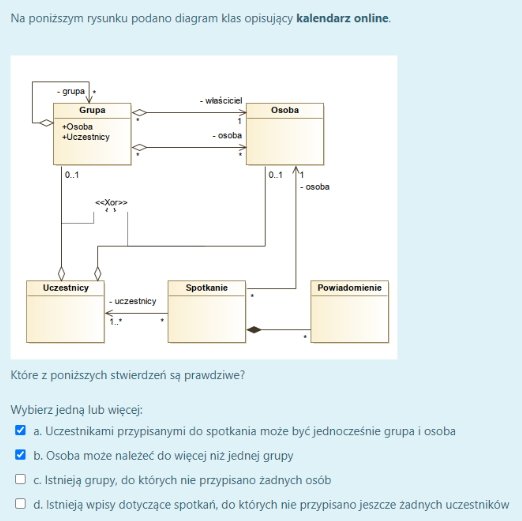 Na poniższym rysunku podano diagram klas opisujący kalendarz online.
- grupa *
Grupa
+Osoba
+Uczestnicy
- właściciel
* 1
Osoba
- osoba
* *
0..1
0..1
1
- osoba
<<Xor>>
{ }
Uczestnicy
- uczestnicy
1..* *
Spotkanie
*
Powiadomienie
*
Które z poniższych stwierdzeń są prawdziwe?
Wybierz jedną lub więcej:
a. Uczestnikami przypisanymi do spotkania może być jednocześnie grupa i osoba
b. Osoba może należeć do więcej niż jednej grupy
c. Istnieją grupy, do których nie przypisano żadnych osób
d. Istnieją wpisy dotyczące spotkań, do których nie przypisano jeszcze żadnych uczestników